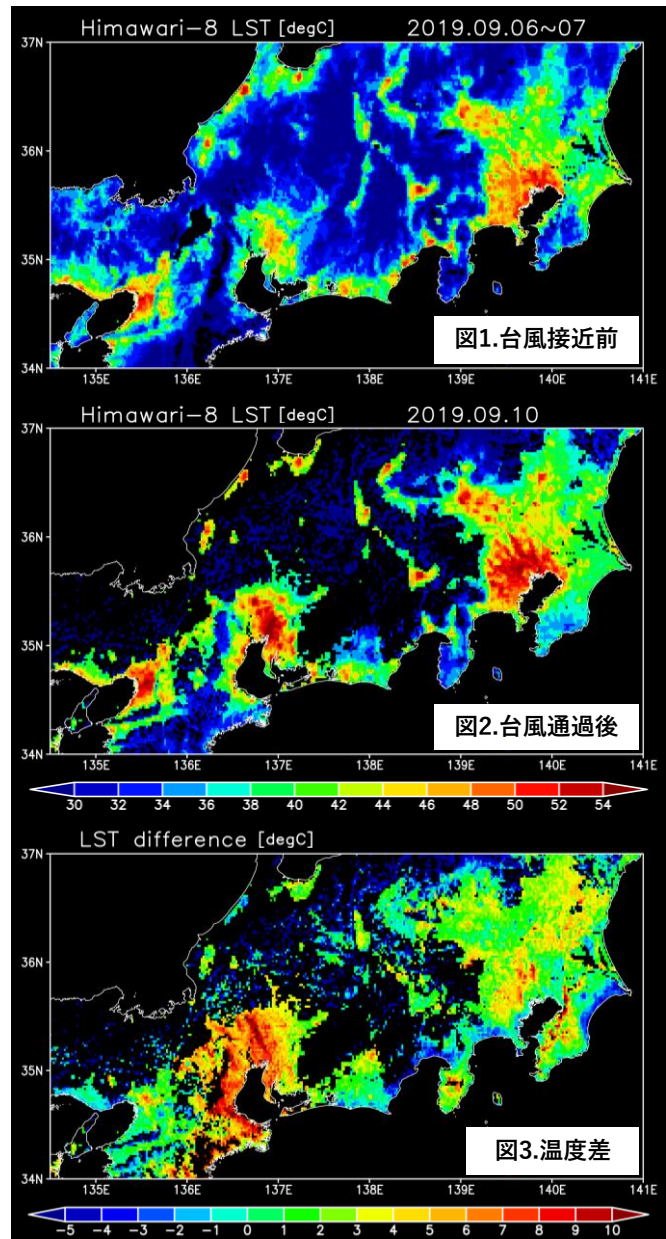 Himawari-8 LST [degC] 2019.09.06~07
37N
36N
35N
34N
135E 136E 137E 138E 139E 140E 141E
図1.台風接近前
Himawari-8 LST [degC] 2019.09.10
37N
36N
35N
34N
135E 136E 137E 138E 139E 140E 141E
図2.台風通過後
30 32 34 36 38 40 42 44 46 48 50 52 54
LST difference [degC]
37N
36N
35N
34N
135E 136E 137E 138E 139E 140E 141E
図3.温度差
-5 -4 -3 -2 -1 0 1 2 3 4 5 6 7 8 9 10